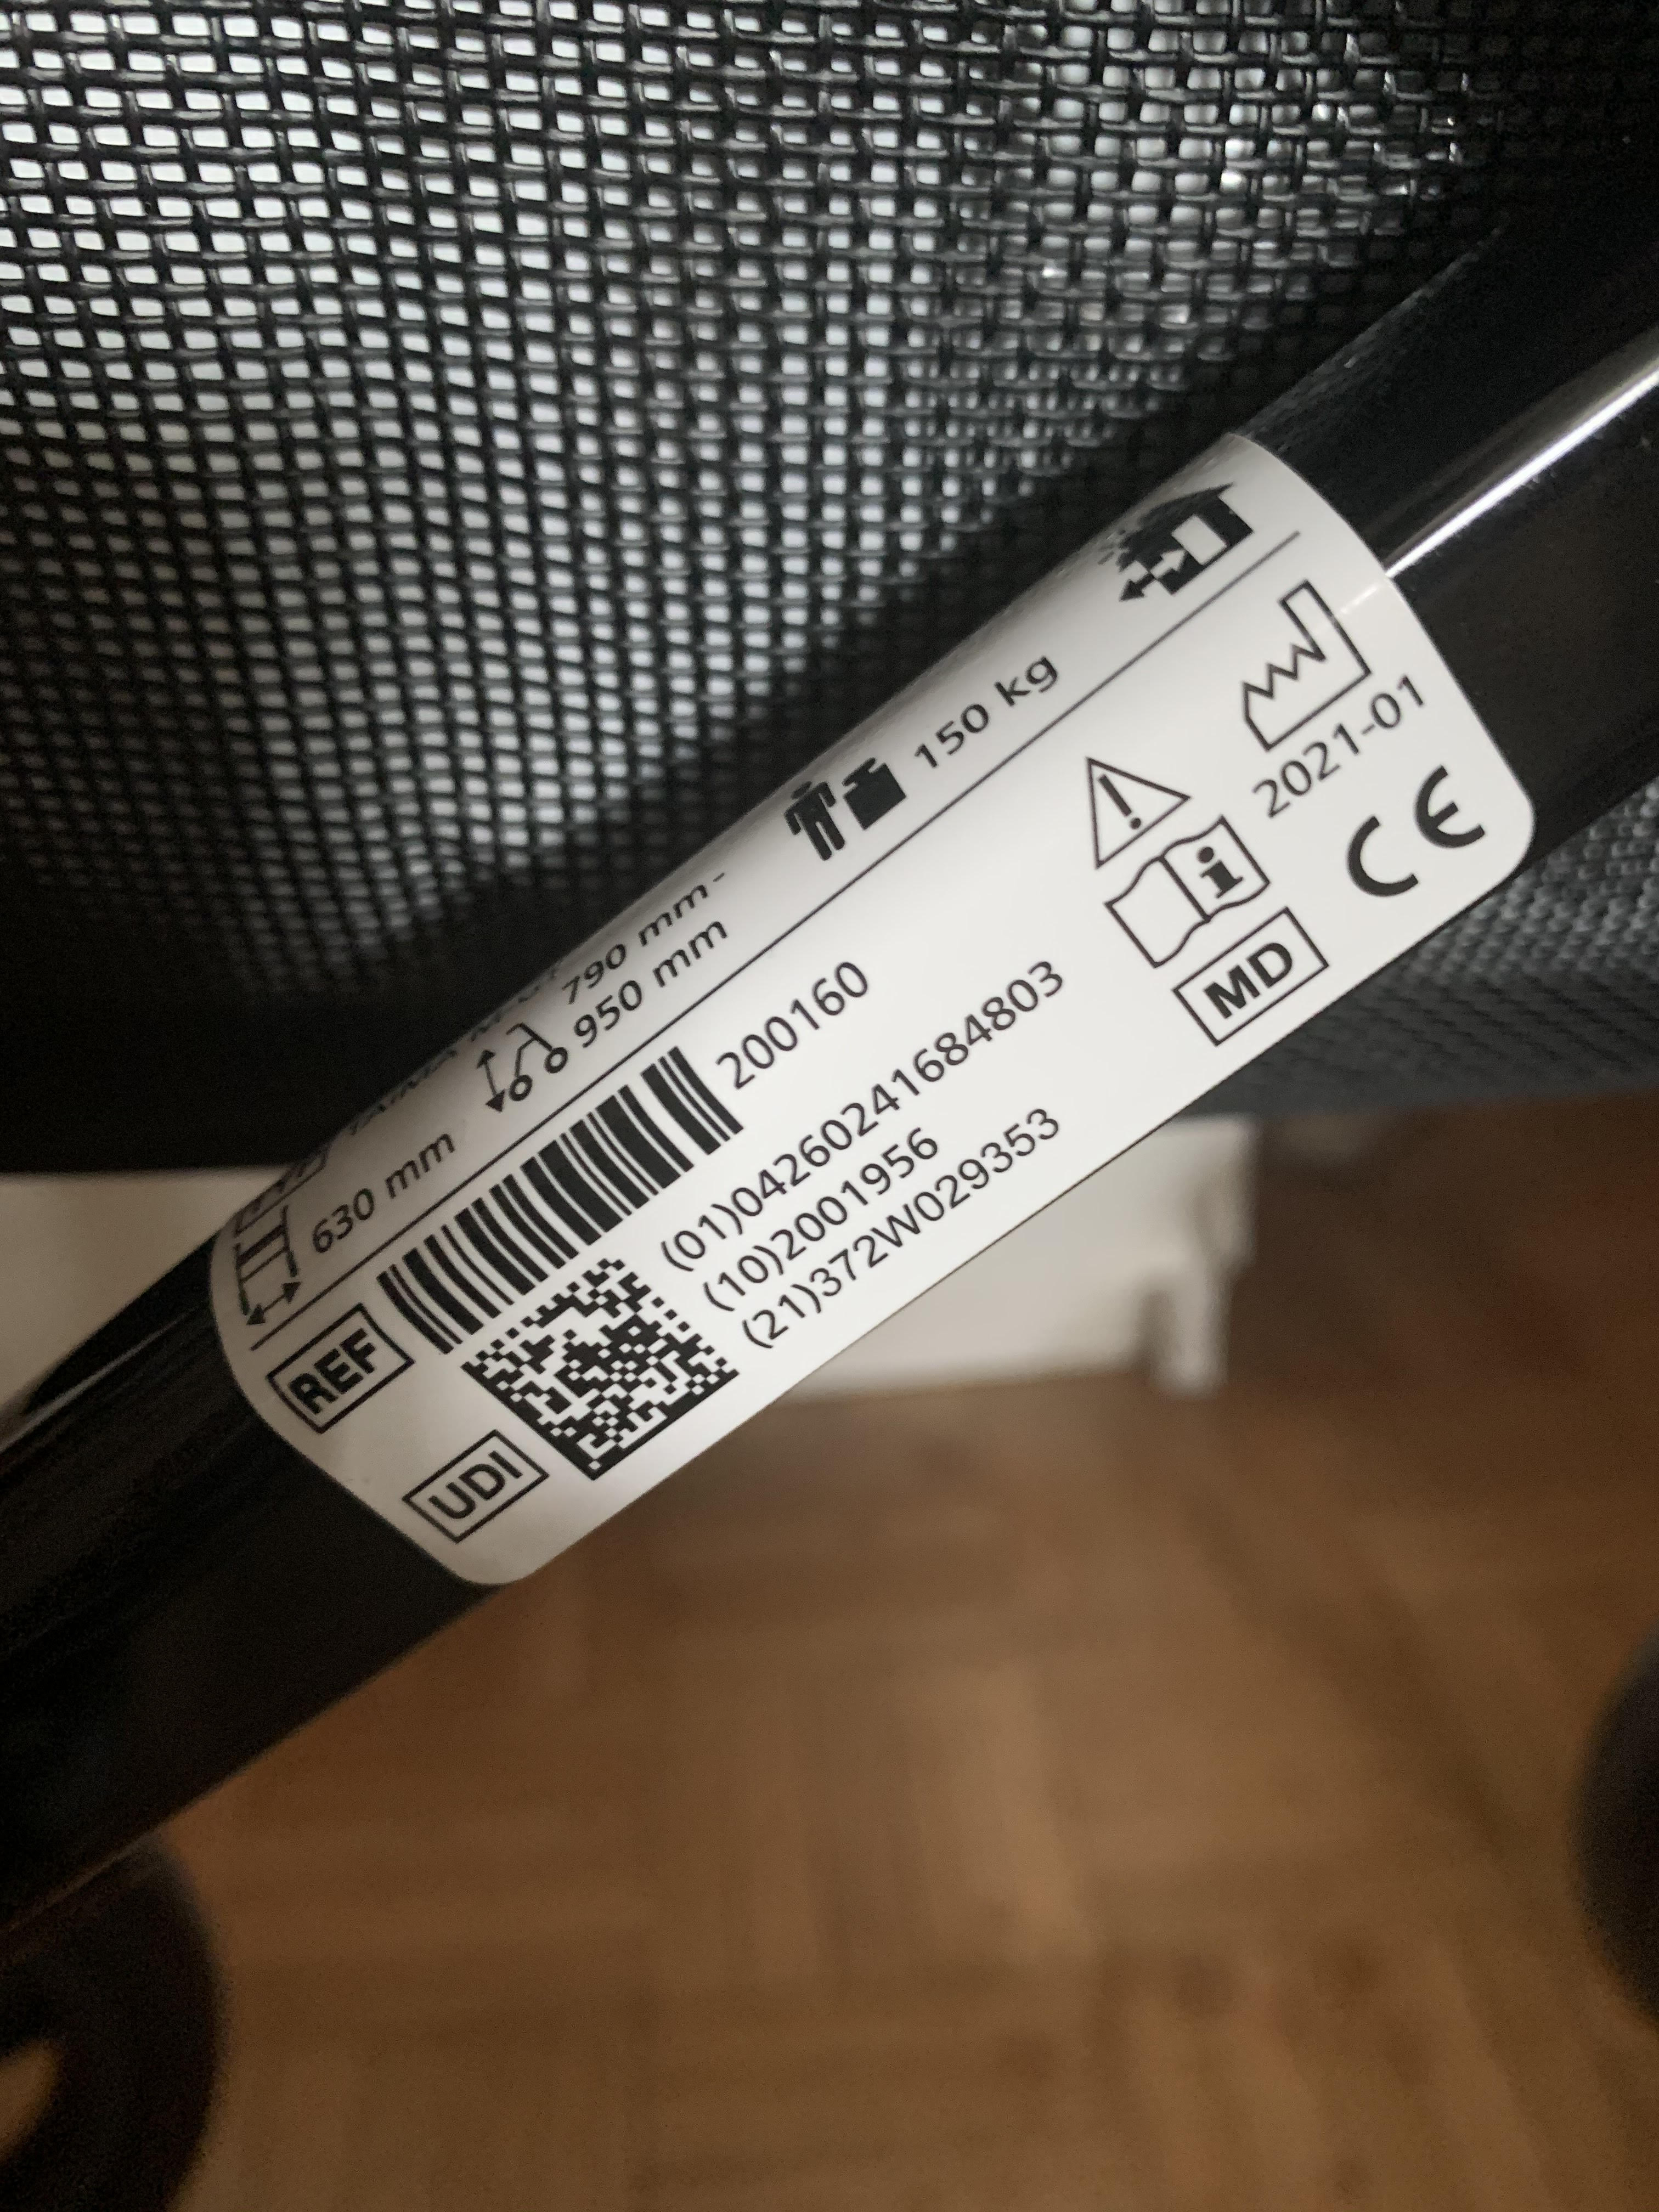 630 mm
790 mm -
950 mm
150 kg
REF
200160
UDI
(01)04260241684803
(10)2001956
(21)372W029353
MD
2021-01
CE